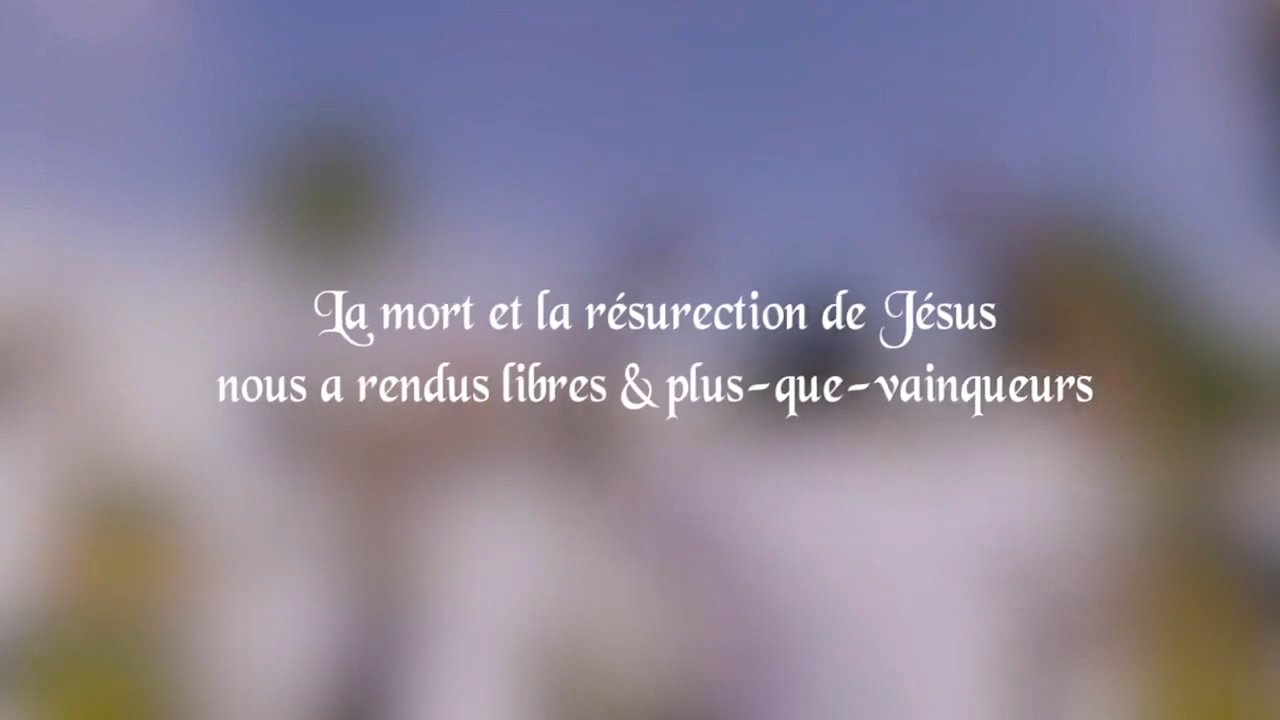 La mort et la résurection de Jésus
nous a rendus libres & plus-que-vainqueurs